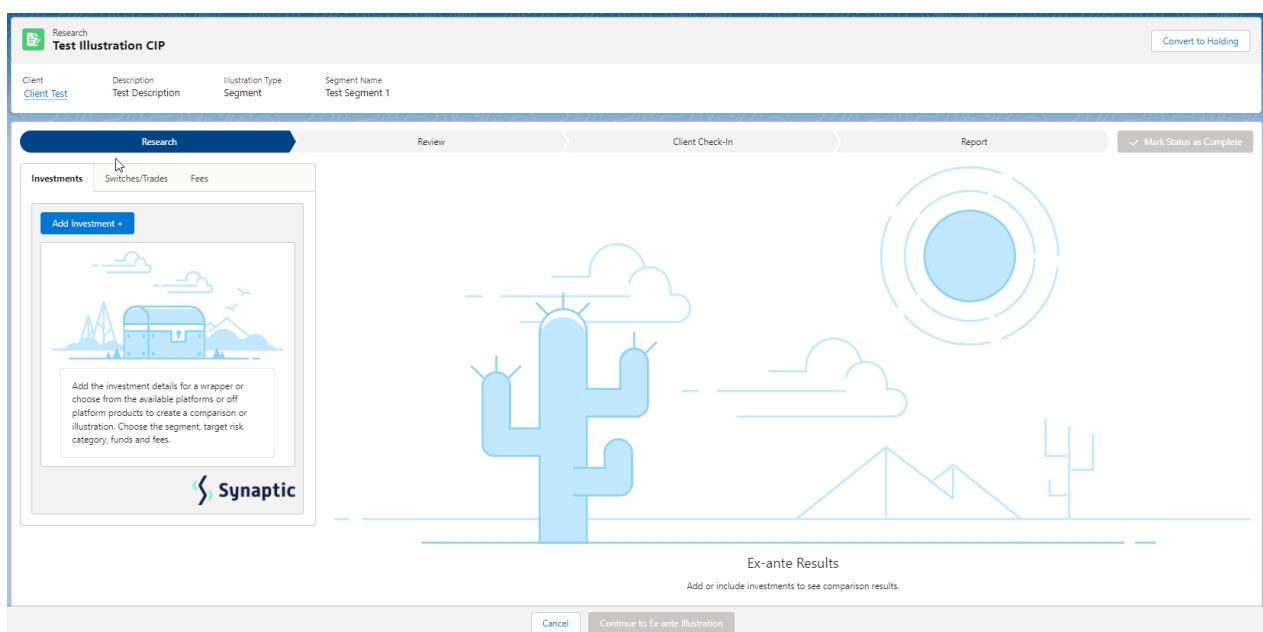 Research
Test Illustration CIP
Convert to Holding
Client
Description
Illustration Type
Segment Name
Client Test
Test Description
Segment
Test Segment 1
Research
Review
Client Check-In
Report
Mark Status as Complete
Investments
Switches/Trades
Fees
Add Investment +
Add the investment details for a wrapper or
choose from the available platforms or off
platform products to create a comparison or
illustration. Choose the segment, target risk
category, funds and fees.
Synaptic
Ex-ante Results
Add or include investments to see comparison results.
Cancel
Continue to Ex-ante Illustration